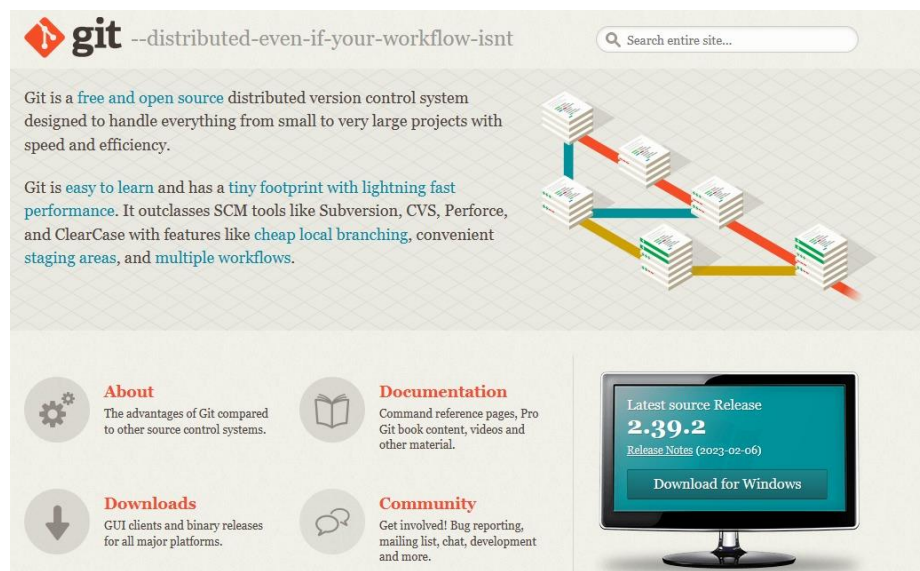 git --distributed-even-if-your-workflow-isnt
Search entire site...
Git is a free and open source distributed version control system
designed to handle everything from small to very large projects with
speed and efficiency.
Git is easy to learn and has a tiny footprint with lightning fast
performance. It outclasses SCM tools like Subversion, CVS, Perforce,
and ClearCase with features like cheap local branching, convenient
staging areas, and multiple workflows.
About
The advantages of Git compared
to other source control systems.
Documentation
Command reference pages, Pro
Git book content, videos and
other material.
Downloads
GUI clients and binary releases
for all major platforms.
Community
Get involved! Bug reporting,
mailing list, chat, development
and more.
Latest source Release
2.39.2
Release Notes (2023-02-06)
Download for Windows